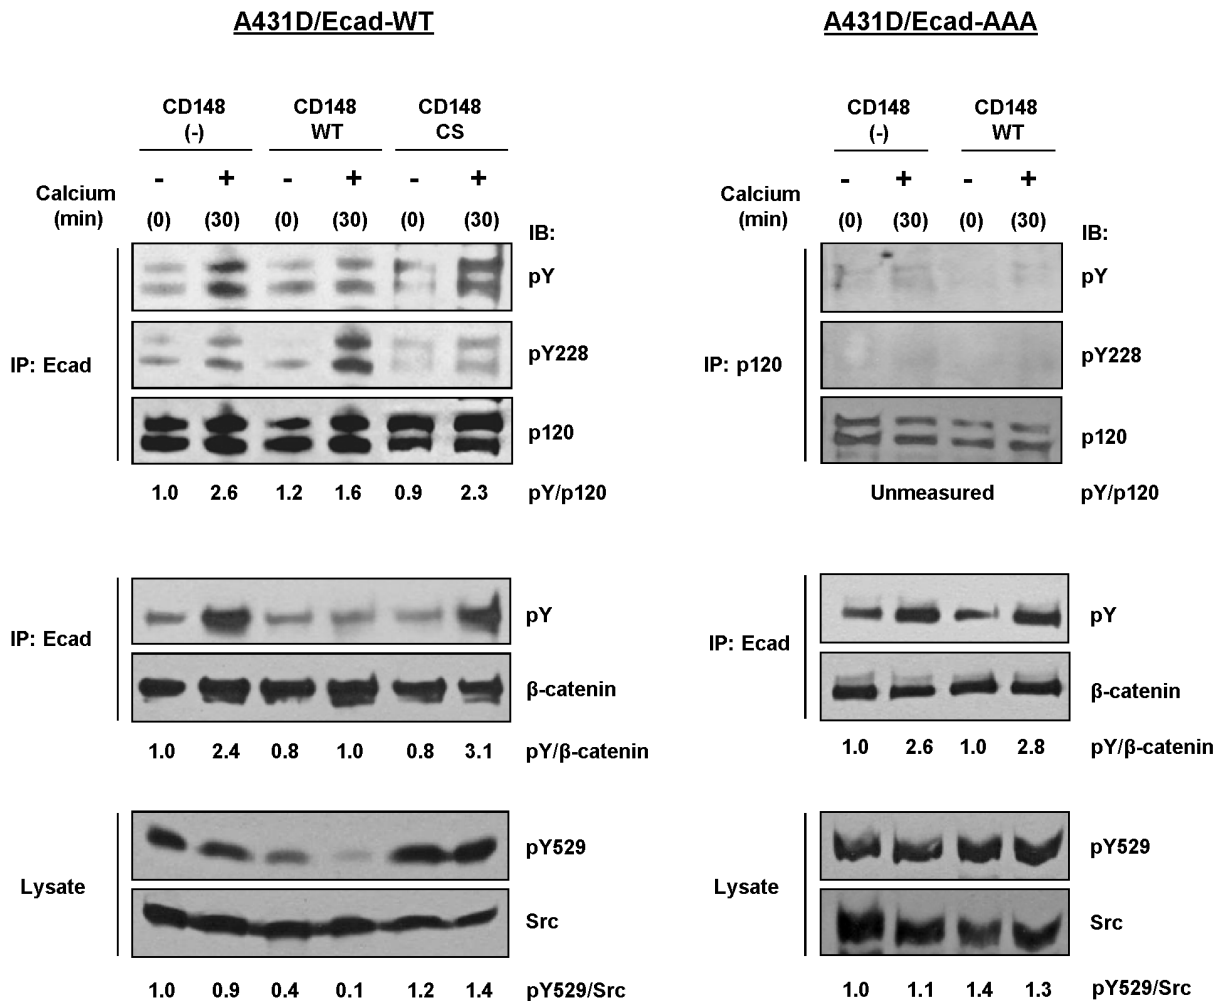 A431D/Ecad-WT
CD148 (-)
CD148 WT
CD148 CS
Calcium (min)
- + - + - +
(0) (30) (0) (30) (0) (30)
IB:
IP: Ecad
pY
pY228
p120
1.0 2.6 1.2 1.6 0.9 2.3 pY/p120
IP: Ecad
pY
β-catenin
1.0 2.4 0.8 1.0 0.8 3.1 pY/β-catenin
Lysate
pY529
Src
1.0 0.9 0.4 0.1 1.2 1.4 pY529/Src
A431D/Ecad-AAA
CD148 (-)
CD148 WT
Calcium (min)
- + - +
(0) (30) (0) (30)
IB:
IP: p120
pY
pY228
p120
Unmeasured pY/p120
IP: Ecad
pY
β-catenin
1.0 2.6 1.0 2.8 pY/β-catenin
Lysate
pY529
Src
1.0 1.1 1.4 1.3 pY529/Src